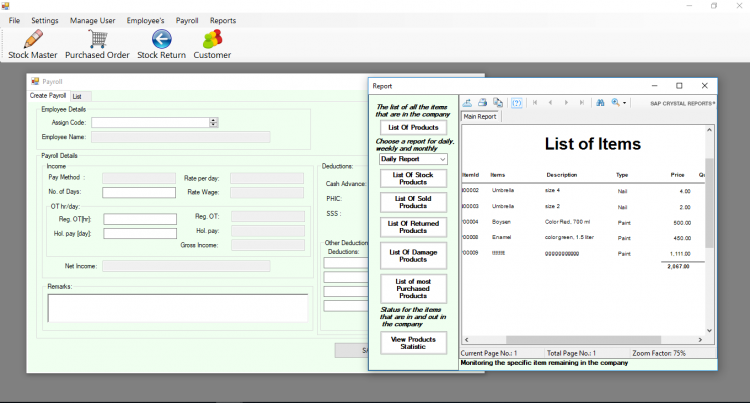 File Settings Manage User Employee's Payroll Reports
Stock Master Purchased Order Stock Return Customer
Payroll
Create Payroll List
Employee Details
Assign Code:
Employee Name:
Payroll Details
Income
Pay Method : Rate per day:
No. of Days: Rate Wage:
OT hr/day:
Reg. OT[hr]: Reg. OT:
Hol. pay [day]: Hol. pay:
Gross Income:
Net Income:
Remarks:
Deductions:
Cash Advance:
PHIC:
SSS :
Other Deduction
Deductions:
Report
The list of all the items
that are in the company
List Of Products
Choose a report for daily,
weekly and monthly
Daily Report
List Of Stock
Products
List Of Sold
Products
List Of Returned
Products
List Of Damage
Products
List of most
Purchased
Products
Status for the items
that are in and out in
the company
View Products
Statistic
SAP CRYSTAL REPORTS
Main Report
List of Items
ItemId Items Description Type Price
00002 Umbrella size 4 Nail 4.00
00003 Umbrella size 2 Nail 2.00
00004 Boysen Color Red, 700 ml Paint 500.00
00008 Enamel color green, 1.5 liter Paint 450.00
00009 Paint 1,111.00
2,067.00
Current Page No.: 1 Total Page No.: 1 Zoom Factor: 75%
Monitoring the specific item remaining in the company